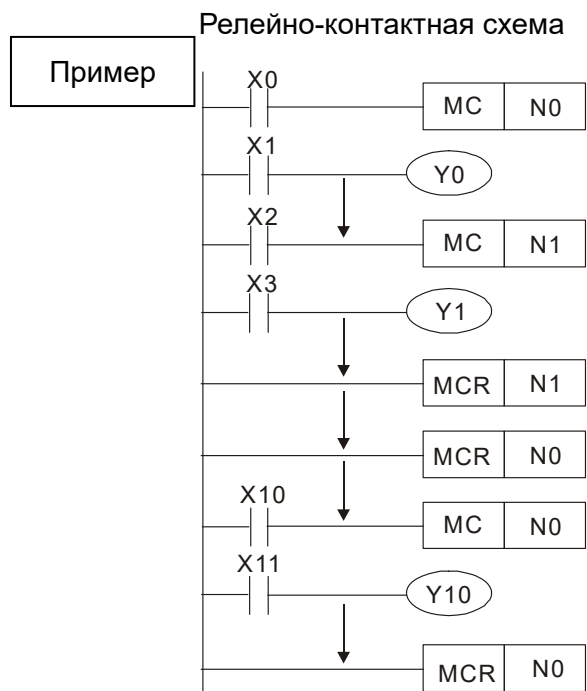 Релейно-контактная схема
Пример
X0
MC N0
X1
Y0
X2
MC N1
X3
Y1
MCR N1
MCR N0
X10
MC N0
X11
Y10
MCR N0